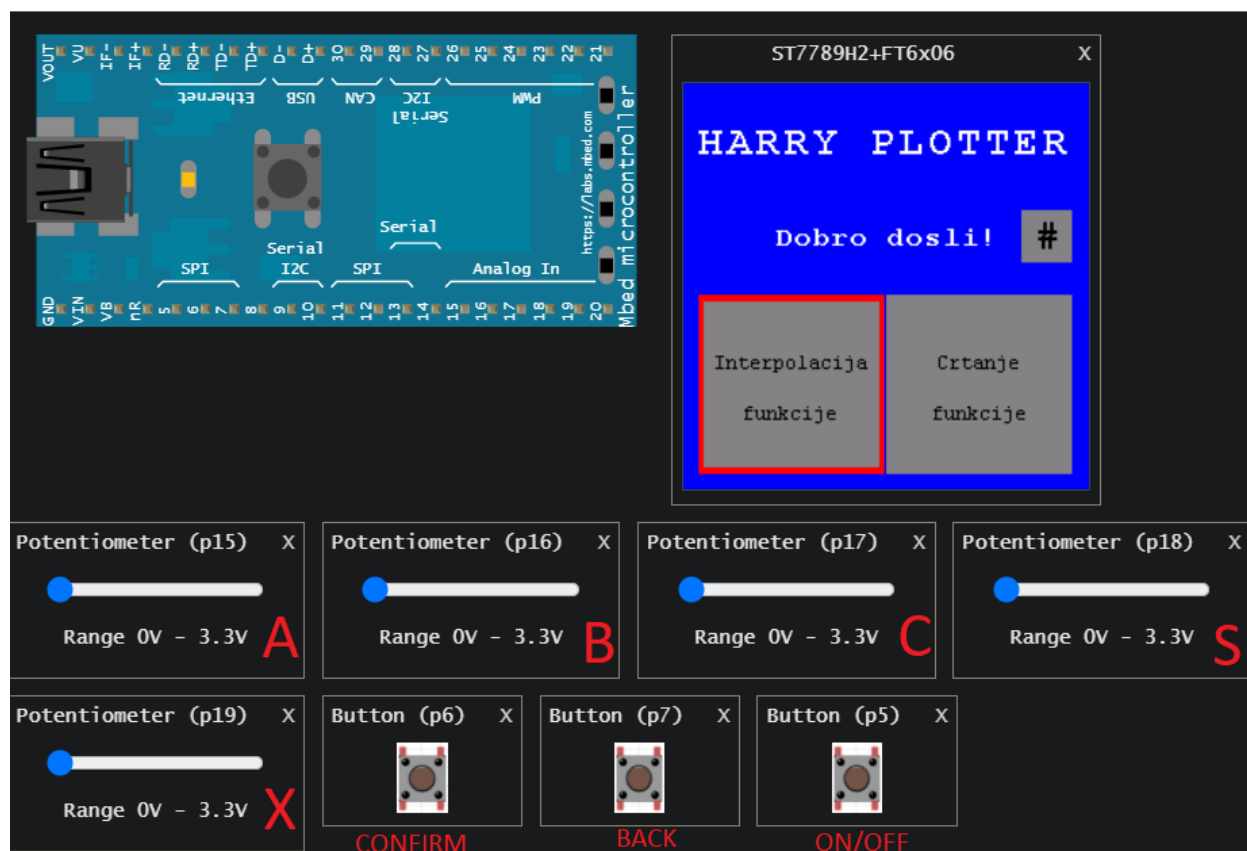 VOUT VU IF- IF+ RD- RD+ TD- TD+ D- D+ 30 29 28 27 26 25 24 23 22 21
Ethernet USB CAN I2C PWM
Serial
https://labs.mbed.com
Mbed microcontroller
Serial
Serial
SPI I2C SPI Analog In
GND VIN VB nR 5 6 7 8 9 10 11 12 13 14 15 16 17 18 19 20
ST7789H2+FT6x06 X
HARRY PLOTTER
Dobro dosli! #
Interpolacija
funkcije
Crtanje
funkcije
Potentiometer (p15) X
Range 0V - 3.3V A
Potentiometer (p16) X
Range 0V - 3.3V B
Potentiometer (p17) X
Range 0V - 3.3V C
Potentiometer (p18) X
Range 0V - 3.3V S
Potentiometer (p19) X
Range 0V - 3.3V X
Button (p6) X
CONFIRM
Button (p7) X
BACK
Button (p5) X
ON/OFF